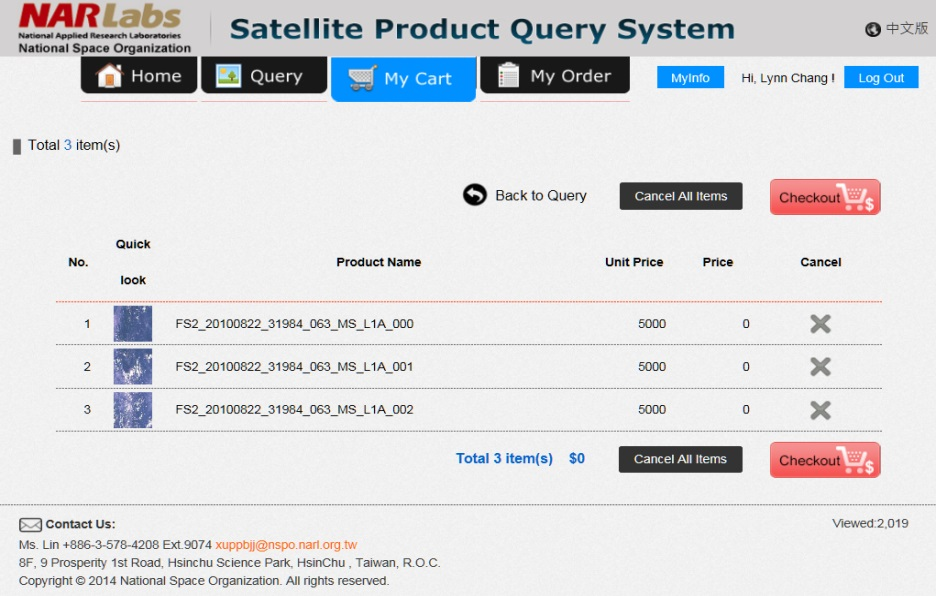 NARLabs
National Applied Research Laboratories
National Space Organization
Satellite Product Query System
中文版
Home
Query
My Cart
My Order
MyInfo
Hi, Lynn Chang !
Log Out
Total 3 item(s)
Back to Query
Cancel All Items
Checkout
No. Quick look Product Name Unit Price Price Cancel
1 FS2_20100822_31984_063_MS_L1A_000 5000 0
2 FS2_20100822_31984_063_MS_L1A_001 5000 0
3 FS2_20100822_31984_063_MS_L1A_002 5000 0
Total 3 item(s) $0
Cancel All Items
Checkout
Contact Us:
Viewed:2,019
Ms. Lin +886-3-578-4208 Ext.9074 xuppbjj@nspo.narl.org.tw
8F, 9 Prosperity 1st Road, Hsinchu Science Park, HsinChu , Taiwan, R.O.C.
Copyright © 2014 National Space Organization. All rights reserved.